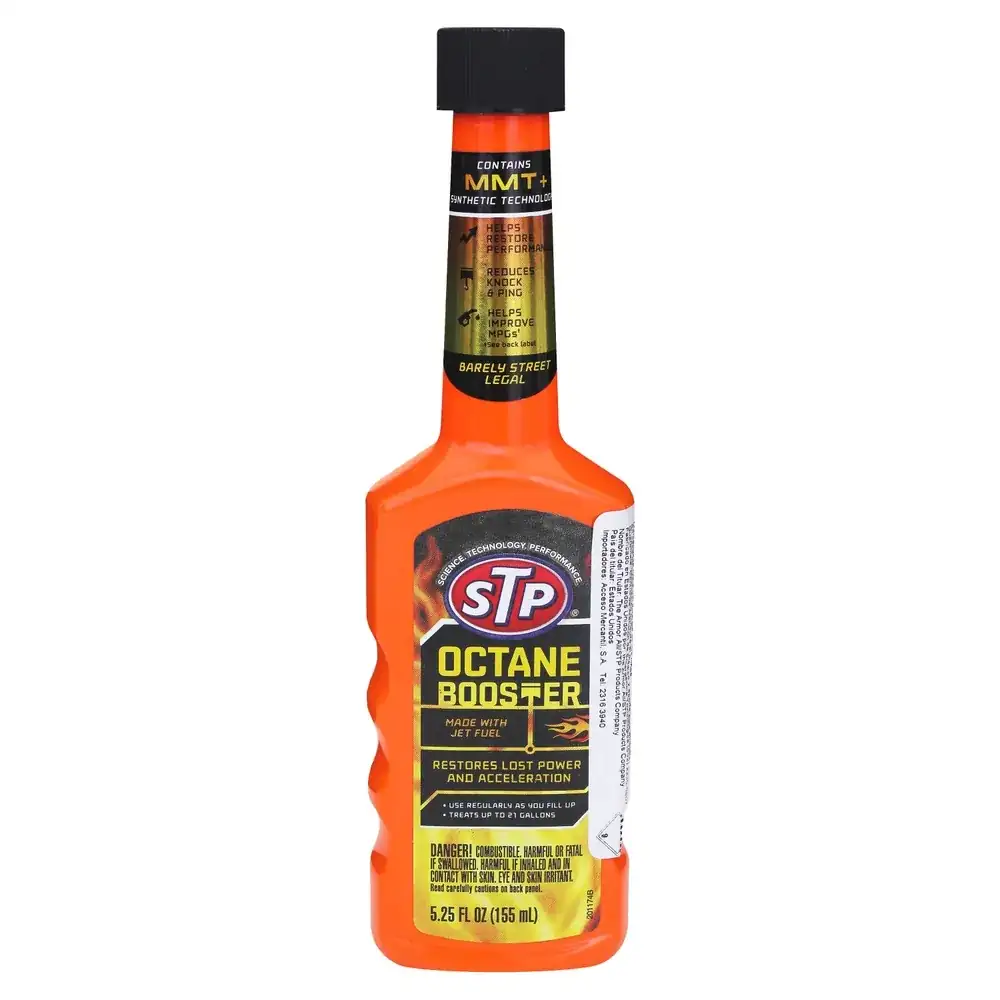 CONTAINS
MMT+
SYNTHETIC TECHNOLOG
HELPS
RESTORE
PERFORMANC
REDUCES
KNOCK
& PING
HELPS
IMPROVE
MPGs†
†See back label
BARELY STREET
LEGAL
SCIENCE. TECHNOLOGY. PERFORMANCE.
STP®
OCTANE
BOOSTER
MADE WITH
JET FUEL
RESTORES LOST POWER
AND ACCELERATION
• USE REGULARLY AS YOU FILL UP
• TREATS UP TO 21 GALLONS
DANGER! COMBUSTIBLE. HARMFUL OR FATAL
IF SWALLOWED. HARMFUL IF INHALED AND IN
CONTACT WITH SKIN. EYE AND SKIN IRRITANT.
Read carefully cautions on back panel.
5.25 FL OZ (155 mL)
201174B
Nombre del Titular: The Armor All/STP Products Company
País del titular: Estados Unidos
Importadores: Acceso Mercantil, S.A. Tel. 2316 3940
9